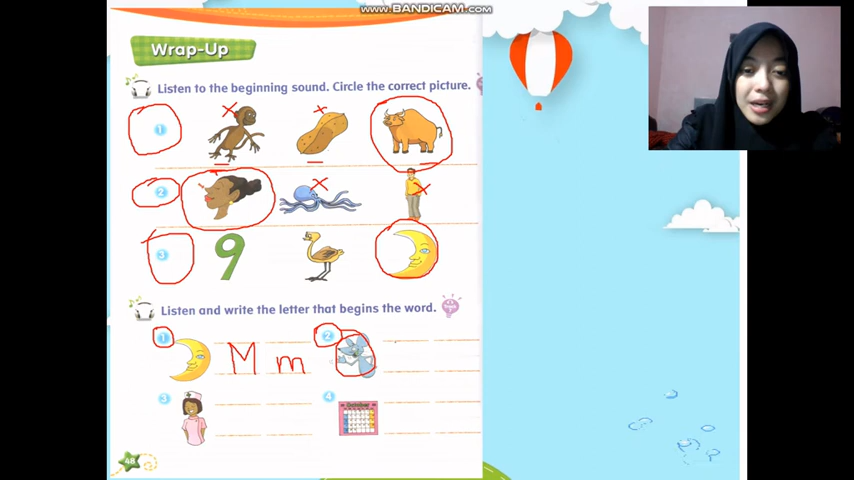 www.BANDICAM.com
Wrap-Up
Listen to the beginning sound. Circle the correct picture.
1
2
3
9
Listen and write the letter that begins the word.
1
M m
2
3
4
October
48